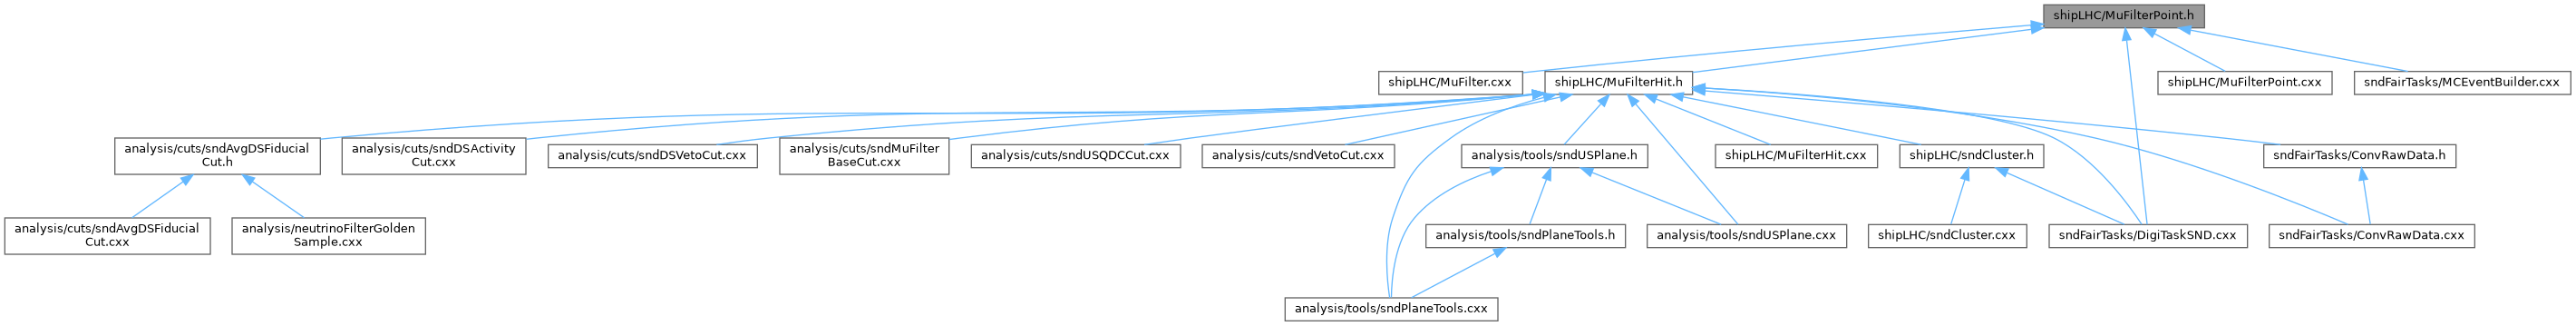 shipLHC/MuFilterPoint.h
shipLHC/MuFilter.cxx
shipLHC/MuFilterHit.h
shipLHC/MuFilterPoint.cxx
sndFairTasks/MCEventBuilder.cxx
analysis/cuts/sndAvgDSFiducial
Cut.h
analysis/cuts/sndDSActivity
Cut.cxx
analysis/cuts/sndDSVetoCut.cxx
analysis/cuts/sndMuFilter
BaseCut.cxx
analysis/cuts/sndUSQDCCut.cxx
analysis/cuts/sndVetoCut.cxx
analysis/tools/sndUSPlane.h
shipLHC/MuFilterHit.cxx
shipLHC/sndCluster.h
sndFairTasks/ConvRawData.h
analysis/cuts/sndAvgDSFiducial
Cut.cxx
analysis/neutrinoFilterGolden
Sample.cxx
analysis/tools/sndPlaneTools.h
analysis/tools/sndUSPlane.cxx
shipLHC/sndCluster.cxx
sndFairTasks/DigiTaskSND.cxx
sndFairTasks/ConvRawData.cxx
analysis/tools/sndPlaneTools.cxx